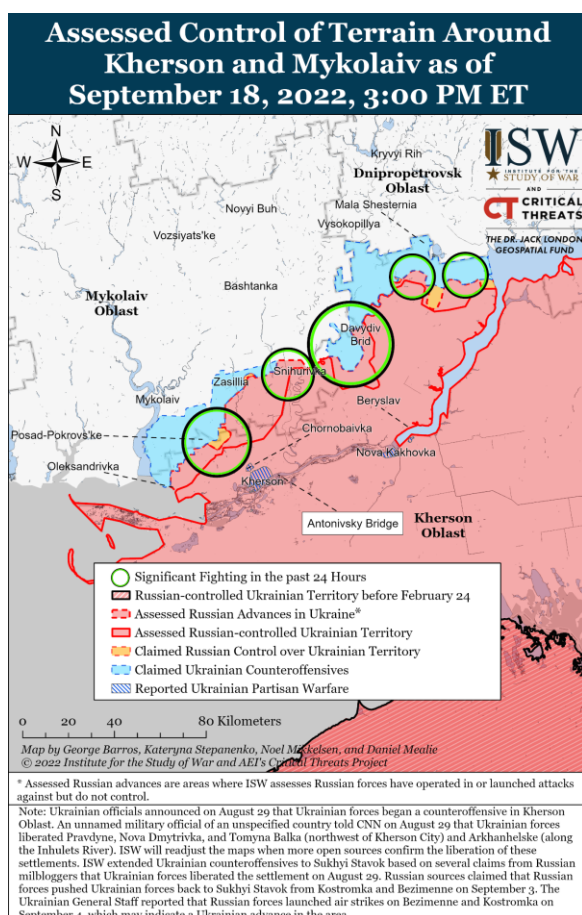 Assessed Control of Terrain Around
Kherson and Mykolaiv as of
September 18, 2022, 3:00 PM ET
N
W E
S
ISW
INSTITUTE FOR THE
STUDY OF WAR
AND
CT CRITICAL
THREATS
THE DR. JACK LONDON
GEOSPATIAL FUND
Kryvyi Rih
Dnipropetrovsk
Oblast
Mala Shesternia
Novyi Buh
Vysokopillya
Voznyats'ke
Bashtanka
Mykolaiv
Oblast
Davydiv
Brid
Snihurivka
Zasillia
Mykolaiv
Beryslav
Posad-Pokrovs'ke
Chornobaivka
Nova Kakhovka
Oleksandrivka
Kherson
Kherson
Oblast
Antonivsky Bridge
Significant Fighting in the past 24 Hours
Russian-controlled Ukrainian Territory before February 24
Assessed Russian Advances in Ukraine*
Assessed Russian-controlled Ukrainian Territory
Claimed Russian Control over Ukrainian Territory
Claimed Ukrainian Counteroffensives
Reported Ukrainian Partisan Warfare
0 20 40 80 Kilometers
Map by George Barros, Kateryna Stepanenko, Noel Mikkelsen, and Daniel Mealie
© 2022 Institute for the Study of War and AEI's Critical Threats Project
* Assessed Russian advances are areas where ISW assesses Russian forces have operated in or launched attacks
against but do not control.
Note: Ukrainian officials announced on August 29 that Ukrainian forces began a counteroffensive in Kherson
Oblast. An unnamed military official of an unspecified country told CNN on August 29 that Ukrainian forces
liberated Pravdyne, Nova Dmytrivka, and Tomyna Balka (northwest of Kherson City) and Arkhanhelske (along
the Inhulets River). ISW will readjust the maps when more open sources confirm the liberation of these
settlements. ISW extended Ukrainian counteroffensives to Sukhyi Stavok based on several claims from Russian
milbloggers that Ukrainian forces liberated the settlement on August 29. Russian sources claimed that Russian
forces pushed Ukrainian forces back to Sukhyi Stavok from Kostromka and Bezimenne on September 3. The
Ukrainian General Staff reported that Russian forces launched air strikes on Bezimenne and Kostromka on
September 4, which may indicate a Ukrainian advance in the area.